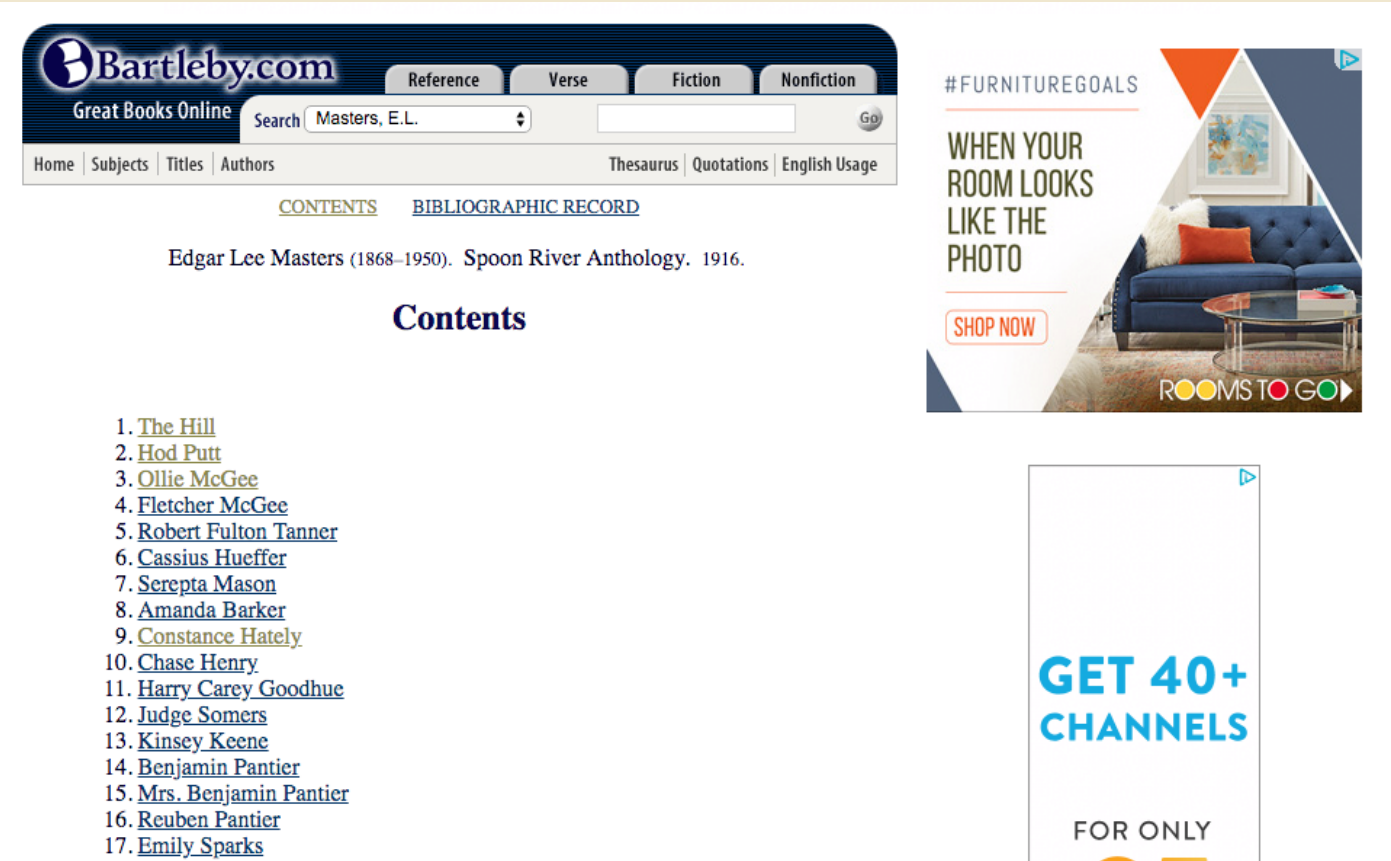 Bartleby.com
Great Books Online
Reference Verse Fiction Nonfiction
Search Masters, E.L. Go
Home Subjects Titles Authors Thesaurus Quotations English Usage
CONTENTS BIBLIOGRAPHIC RECORD
Edgar Lee Masters (1868–1950). Spoon River Anthology. 1916.
Contents
1. The Hill
2. Hod Putt
3. Ollie McGee
4. Fletcher McGee
5. Robert Fulton Tanner
6. Cassius Hueffer
7. Serepta Mason
8. Amanda Barker
9. Constance Hately
10. Chase Henry
11. Harry Carey Goodhue
12. Judge Somers
13. Kinsey Keene
14. Benjamin Pantier
15. Mrs. Benjamin Pantier
16. Reuben Pantier
17. Emily Sparks
#FURNITUREGOALS
WHEN YOUR
ROOM LOOKS
LIKE THE
PHOTO
SHOP NOW
ROOMS TO GO
GET 40+
CHANNELS
FOR ONLY